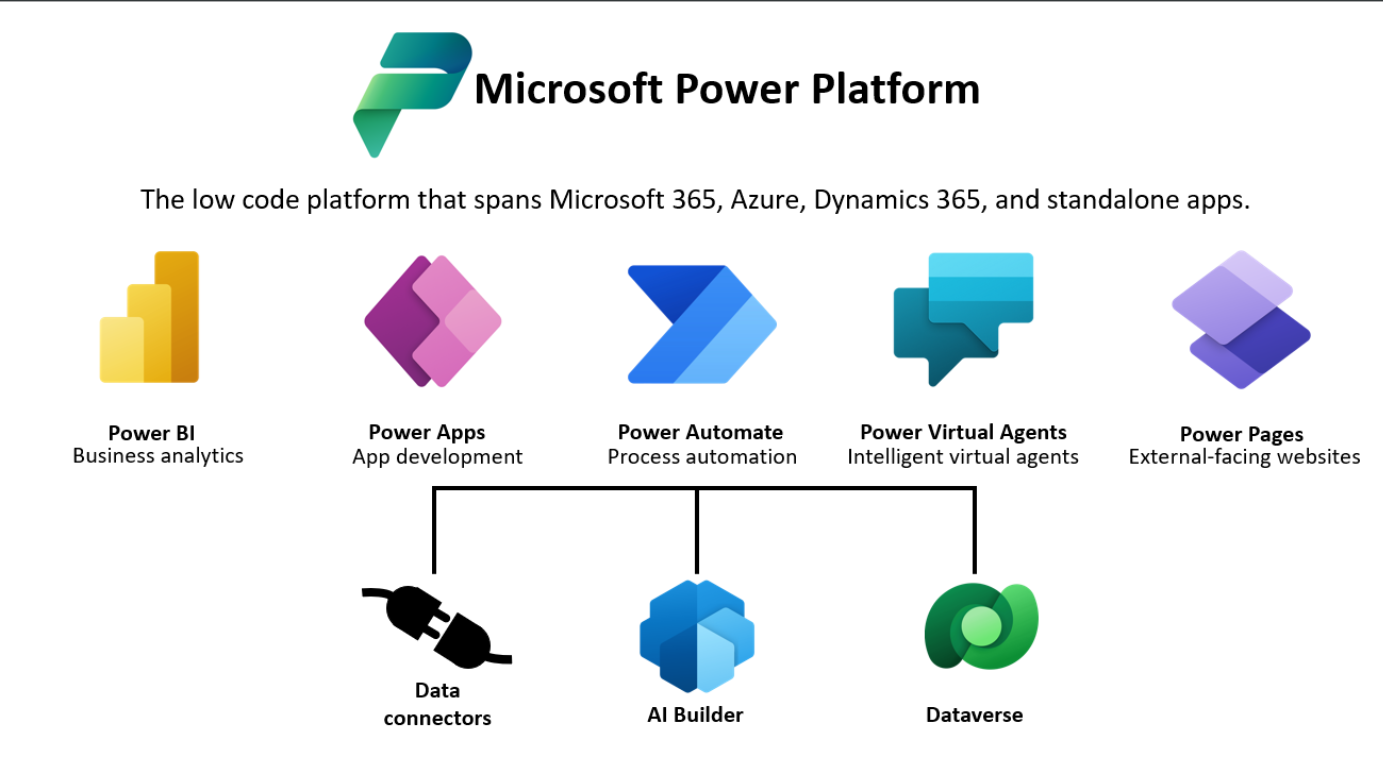 Microsoft Power Platform
The low code platform that spans Microsoft 365, Azure, Dynamics 365, and standalone apps.
Power BI
Business analytics
Power Apps
App development
Power Automate
Process automation
Power Virtual Agents
Intelligent virtual agents
Power Pages
External-facing websites
Data
connectors
AI Builder
Dataverse